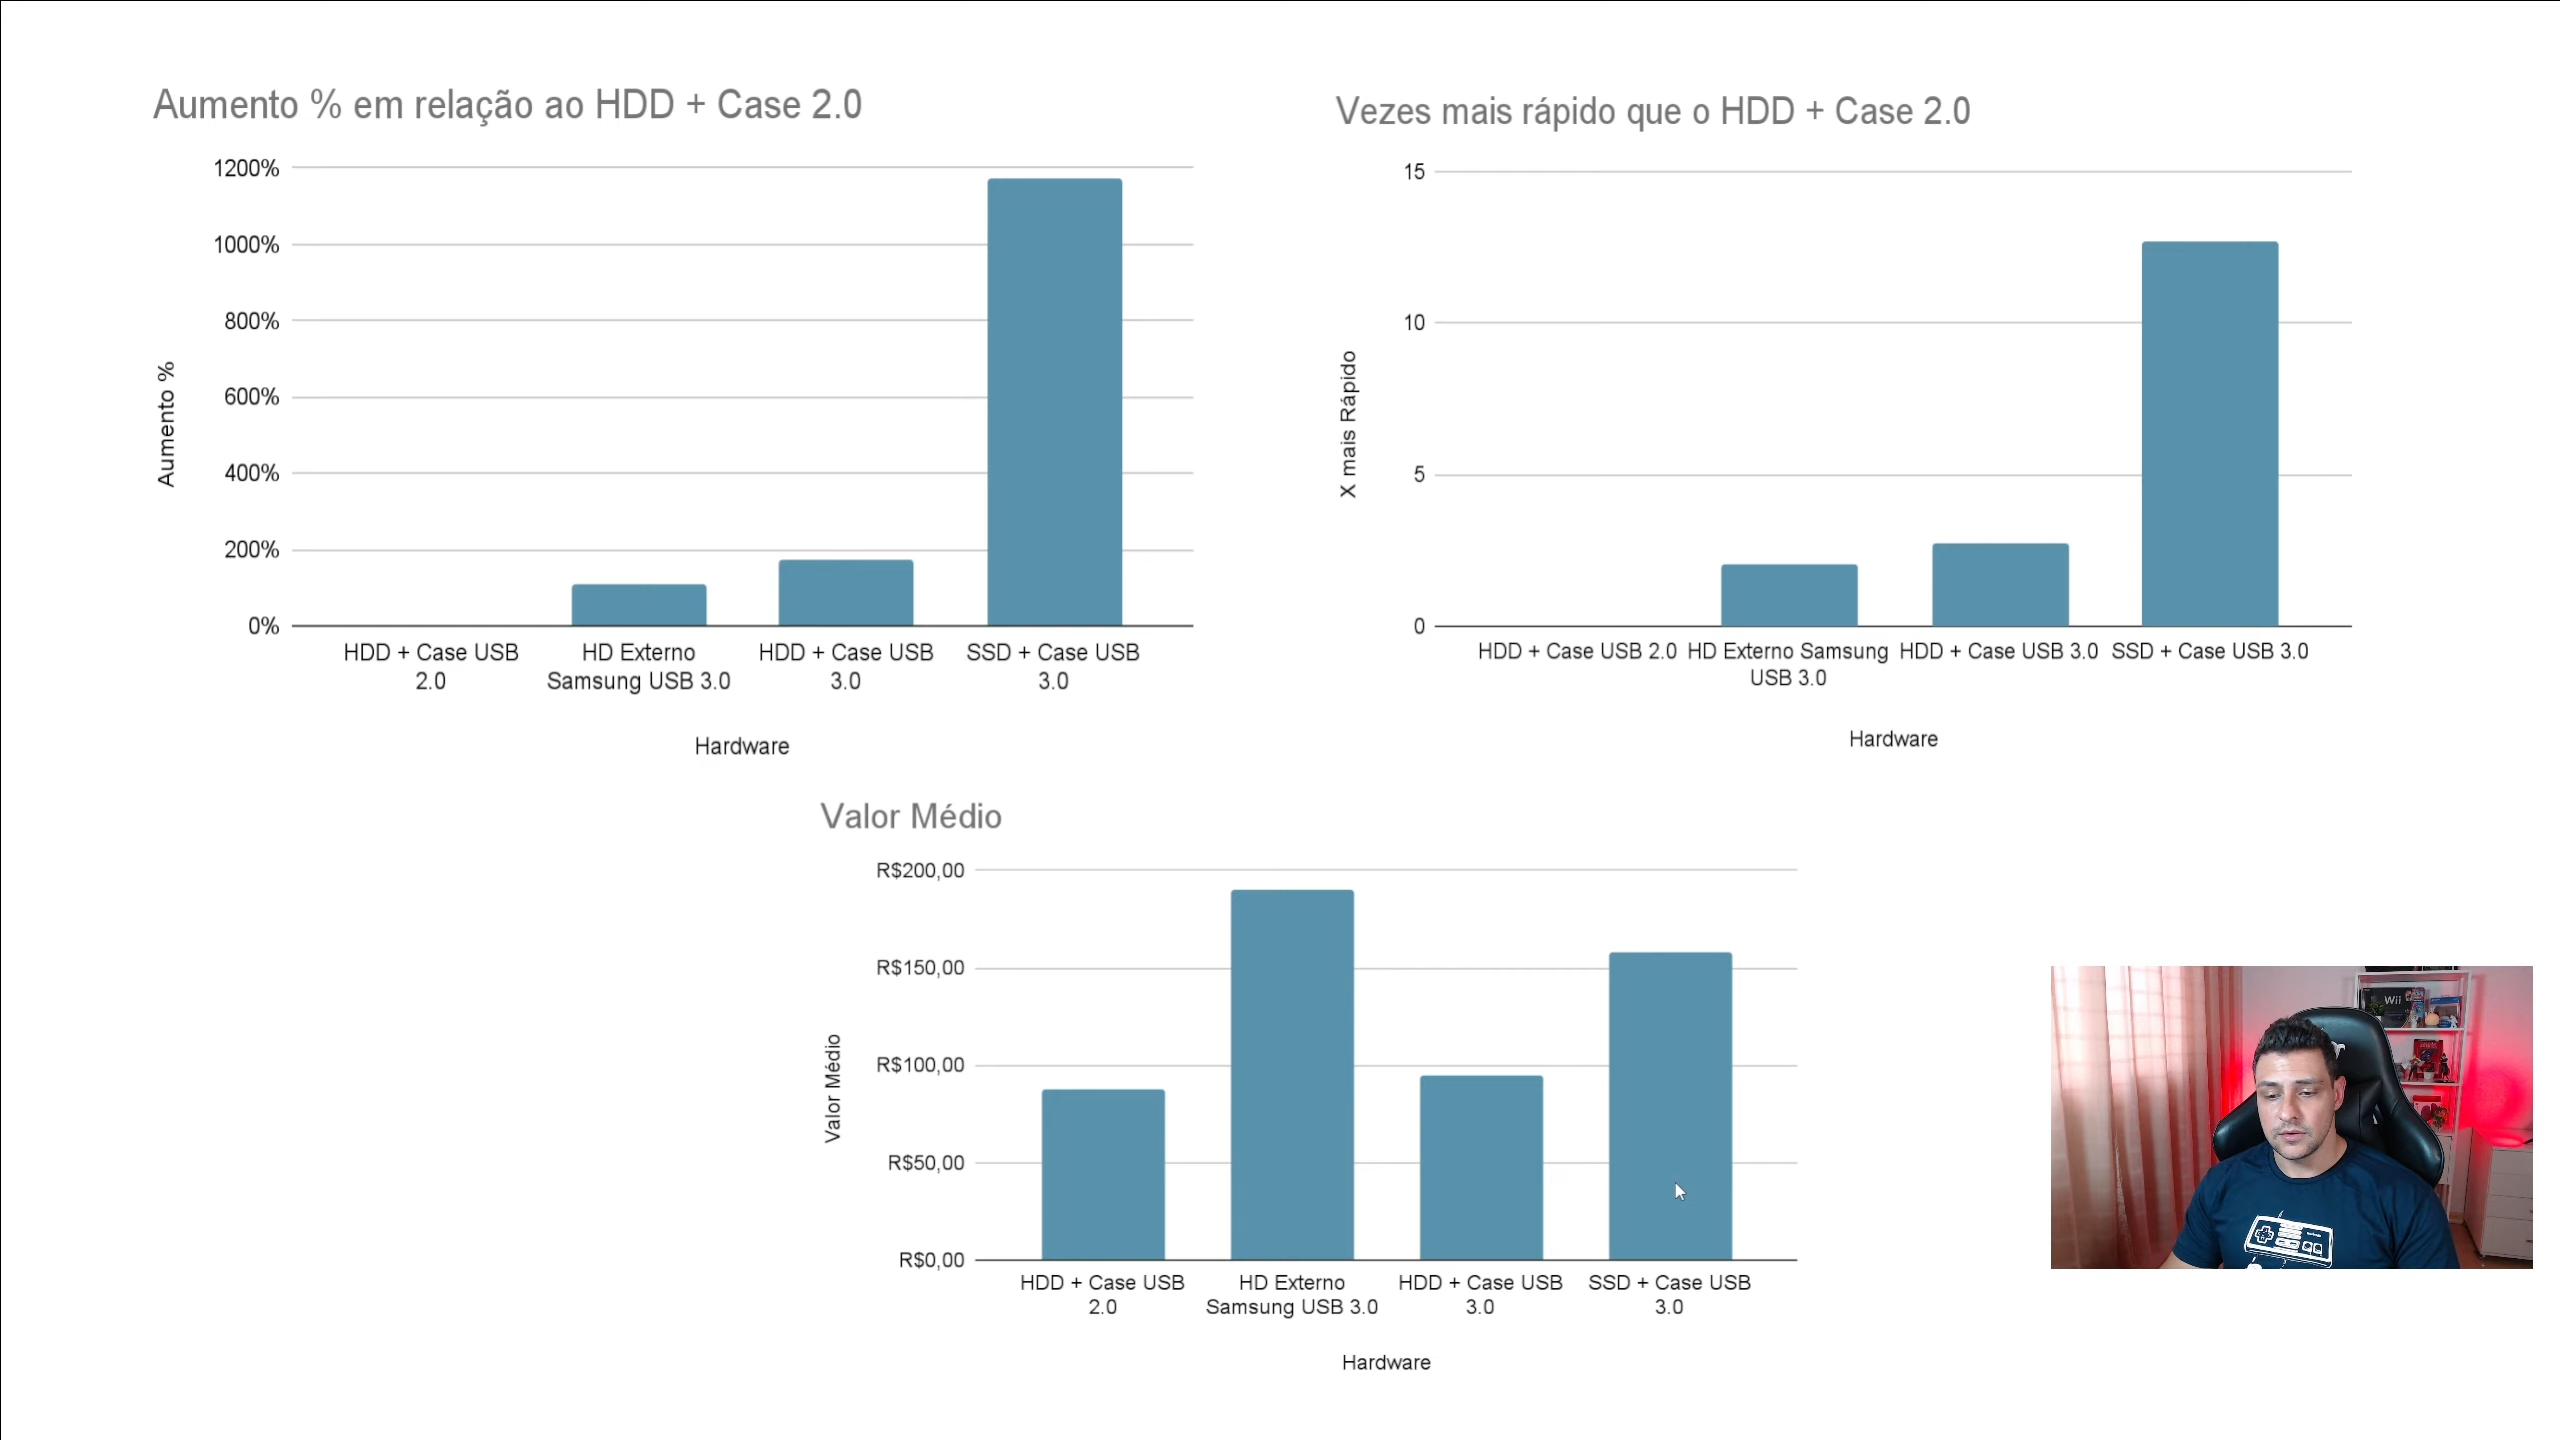 Aumento % em relação ao HDD + Case 2.0
1200%
1000%
800%
600%
400%
200%
0%
Aumento %
HDD + Case USB
2.0
HD Externo
Samsung USB 3.0
HDD + Case USB
3.0
SSD + Case USB
3.0
Hardware
Vezes mais rápido que o HDD + Case 2.0
15
10
5
0
X mais Rápido
HDD + Case USB 2.0
HD Externo Samsung
USB 3.0
HDD + Case USB 3.0
SSD + Case USB 3.0
Hardware
Valor Médio
R$200,00
R$150,00
R$100,00
R$50,00
R$0,00
Valor Médio
HDD + Case USB
2.0
HD Externo
Samsung USB 3.0
HDD + Case USB
3.0
SSD + Case USB
3.0
Hardware
Wii